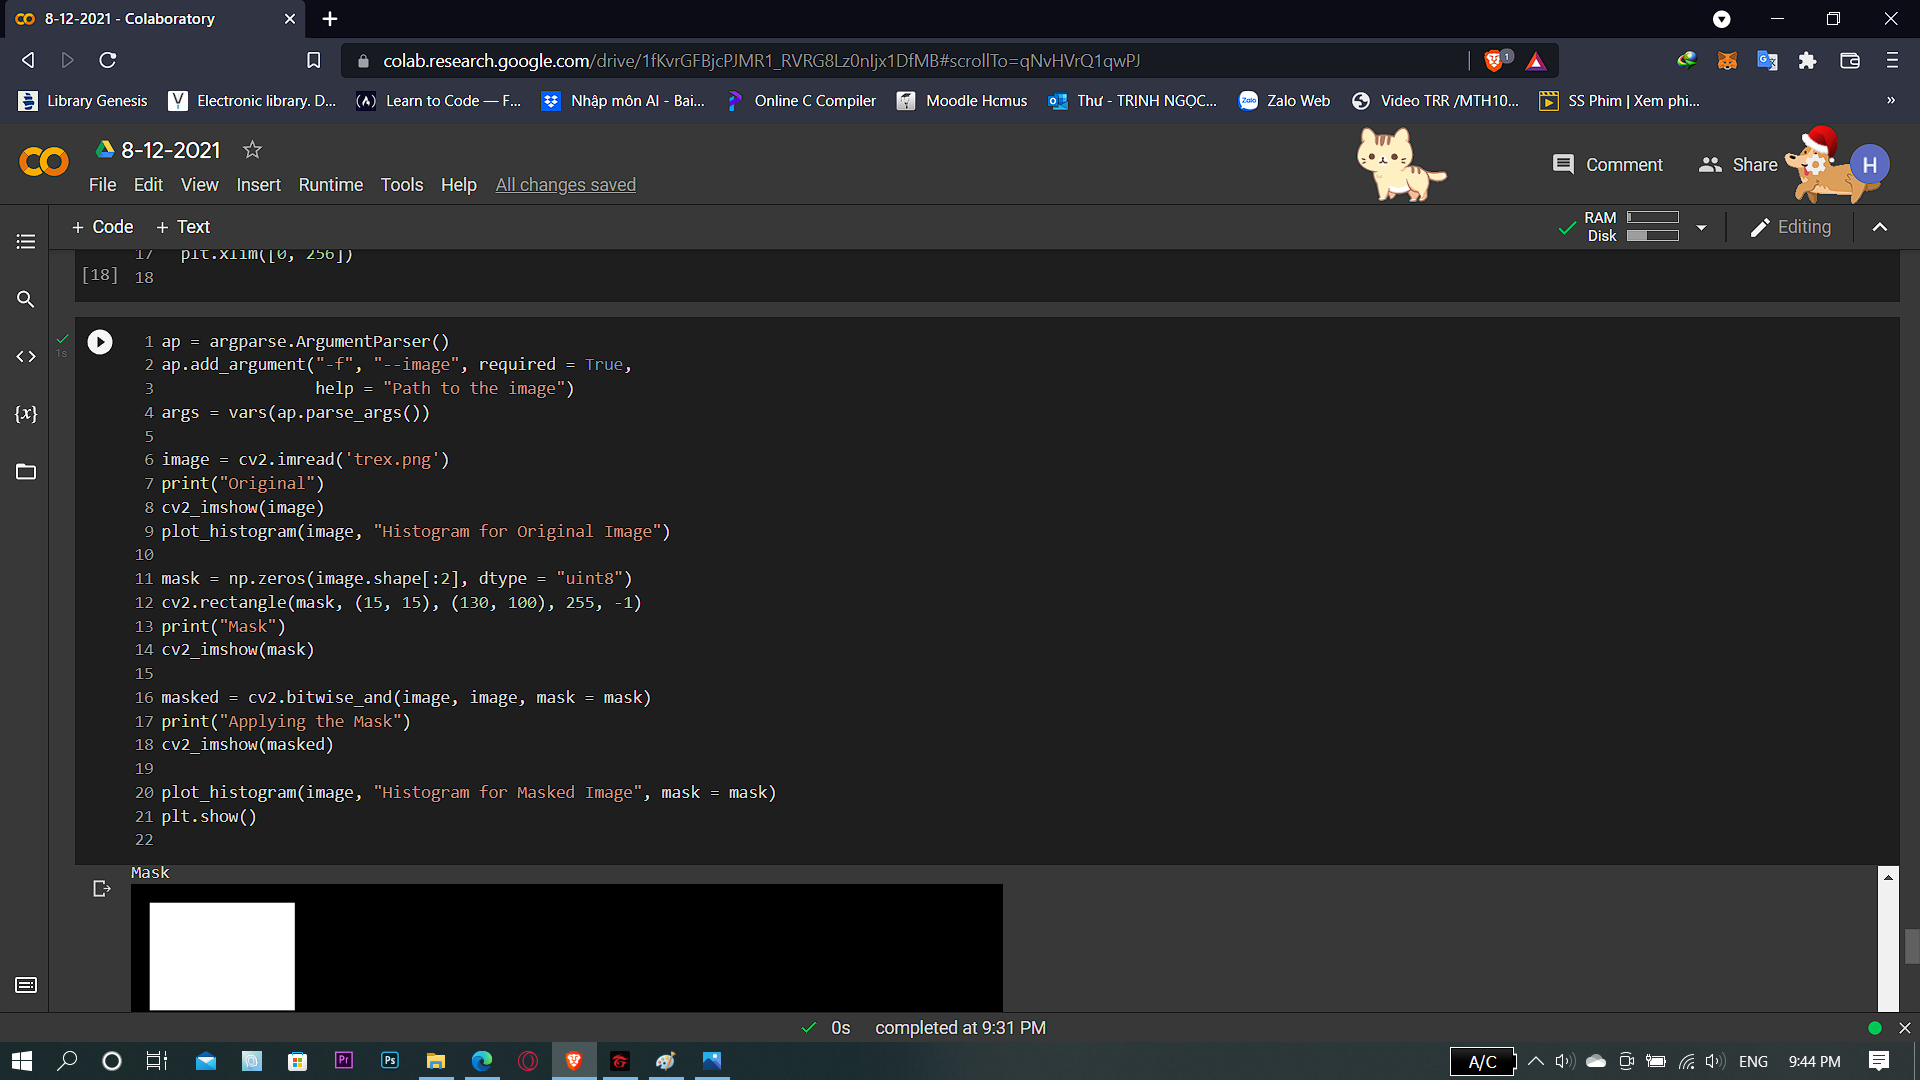 8-12-2021 - Colaboratory
colab.research.google.com/drive/1fKvrGFBjcPJMR1_RVRG8Lz0nIjx1DfMB#scrollTo=qNvHVrQ1qwPJ
1
Library Genesis
Electronic library. D...
Learn to Code — F...
Nhập môn AI - Bai...
Online C Compiler
Moodle Hcmus
Thư - TRỊNH NGỌC...
Zalo Web
Video TRR /MTH10...
SS Phim | Xem phi...
»
8-12-2021
Comment
Share
H
File Edit View Insert Runtime Tools Help All changes saved
+ Code + Text
RAM
Disk
Editing
17 plt.xlim([0, 256])
[18] 18
1s
1 ap = argparse.ArgumentParser()
2 ap.add_argument("-f", "--image", required = True,
3 help = "Path to the image")
4 args = vars(ap.parse_args())
5
6 image = cv2.imread('trex.png')
7 print("Original")
8 cv2_imshow(image)
9 plot_histogram(image, "Histogram for Original Image")
10
11 mask = np.zeros(image.shape[:2], dtype = "uint8")
12 cv2.rectangle(mask, (15, 15), (130, 100), 255, -1)
13 print("Mask")
14 cv2_imshow(mask)
15
16 masked = cv2.bitwise_and(image, image, mask = mask)
17 print("Applying the Mask")
18 cv2_imshow(masked)
19
20 plot_histogram(image, "Histogram for Masked Image", mask = mask)
21 plt.show()
22
Mask
0s completed at 9:31 PM
Pr
Ps
A/C
ENG
9:44 PM